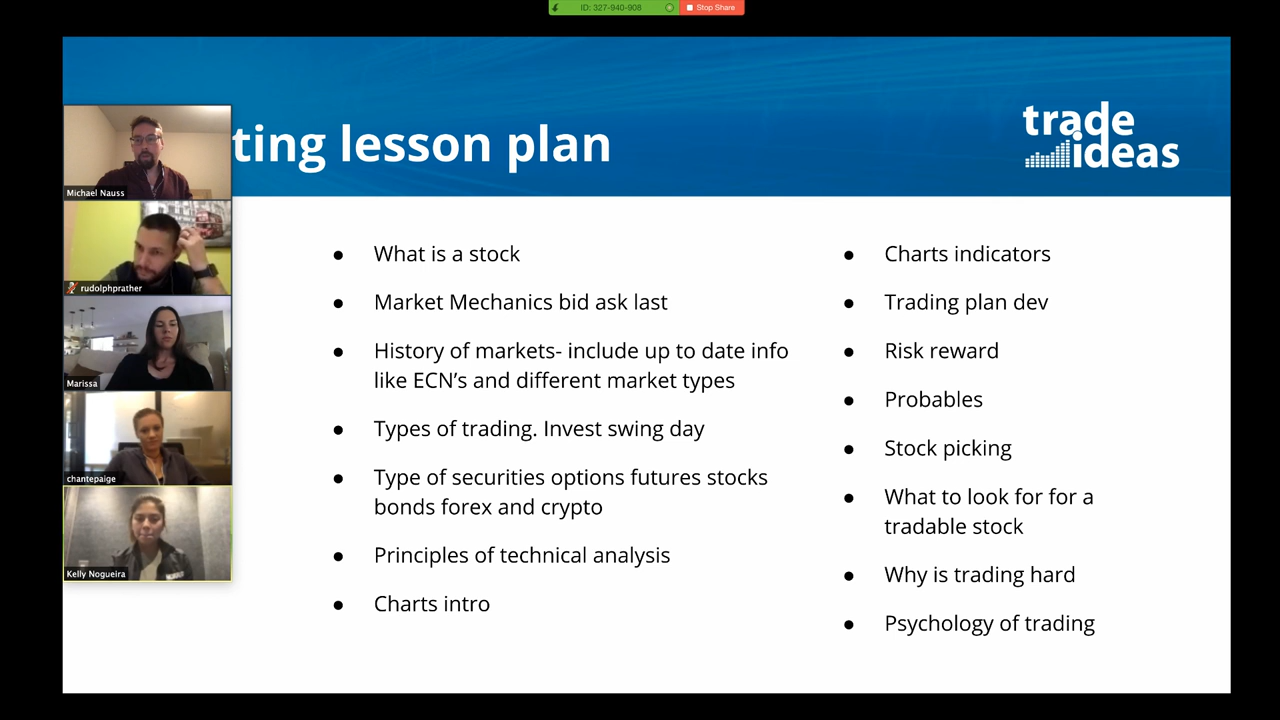 ID: 327-940-908
Stop Share
ting lesson plan
trade
ideas
Michael Nauss
rudolphprather
Marissa
chantepaige
Kelly Nogueira
● What is a stock
● Market Mechanics bid ask last
● History of markets- include up to date info
like ECN’s and different market types
● Types of trading. Invest swing day
● Type of securities options futures stocks
bonds forex and crypto
● Principles of technical analysis
● Charts intro
● Charts indicators
● Trading plan dev
● Risk reward
● Probables
● Stock picking
● What to look for for a
tradable stock
● Why is trading hard
● Psychology of trading